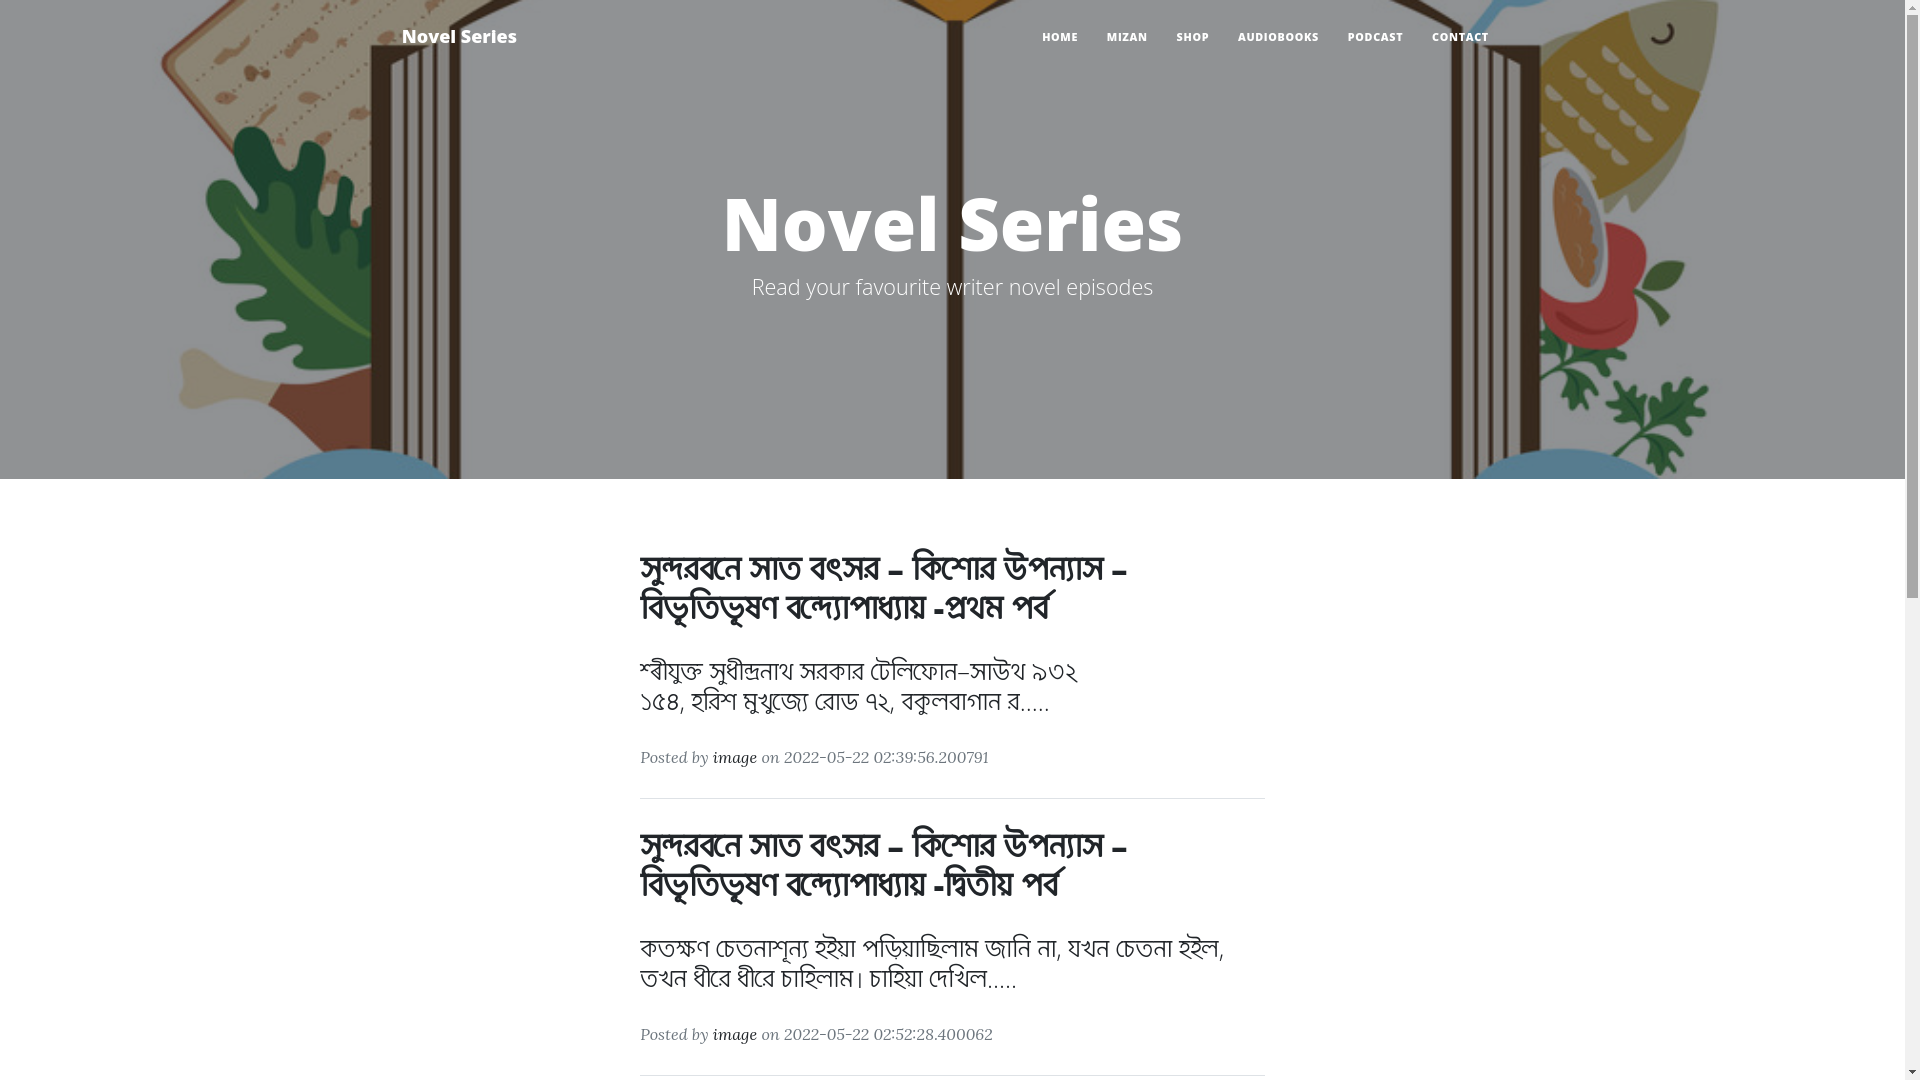 Novel Series
HOME MIZAN SHOP AUDIOBOOKS PODCAST CONTACT
Novel Series
Read your favourite writer novel episodes
সুন্দরবনে সাত বৎসর – কিশোর উপন্যাস –
বিভূতিভূষণ বন্দ্যোপাধ্যায় -প্রথম পর্ব
শ্ৰীযুক্ত সুধীন্দ্রনাথ সরকার টেলিফোন–সাউথ ৯৩২
১৫৪, হরিশ মুখুজ্যে রোড ৭২, বকুলবাগান র.....
Posted by image on 2022-05-22 02:39:56.200791
সুন্দরবনে সাত বৎসর – কিশোর উপন্যাস –
বিভূতিভূষণ বন্দ্যোপাধ্যায় -দ্বিতীয় পর্ব
কতক্ষণ চেতনাশূন্য হইয়া পড়িয়াছিলাম জানি না, যখন চেতনা হইল,
তখন ধীরে ধীরে চাহিলাম। চাহিয়া দেখিল.....
Posted by image on 2022-05-22 02:52:28.400062